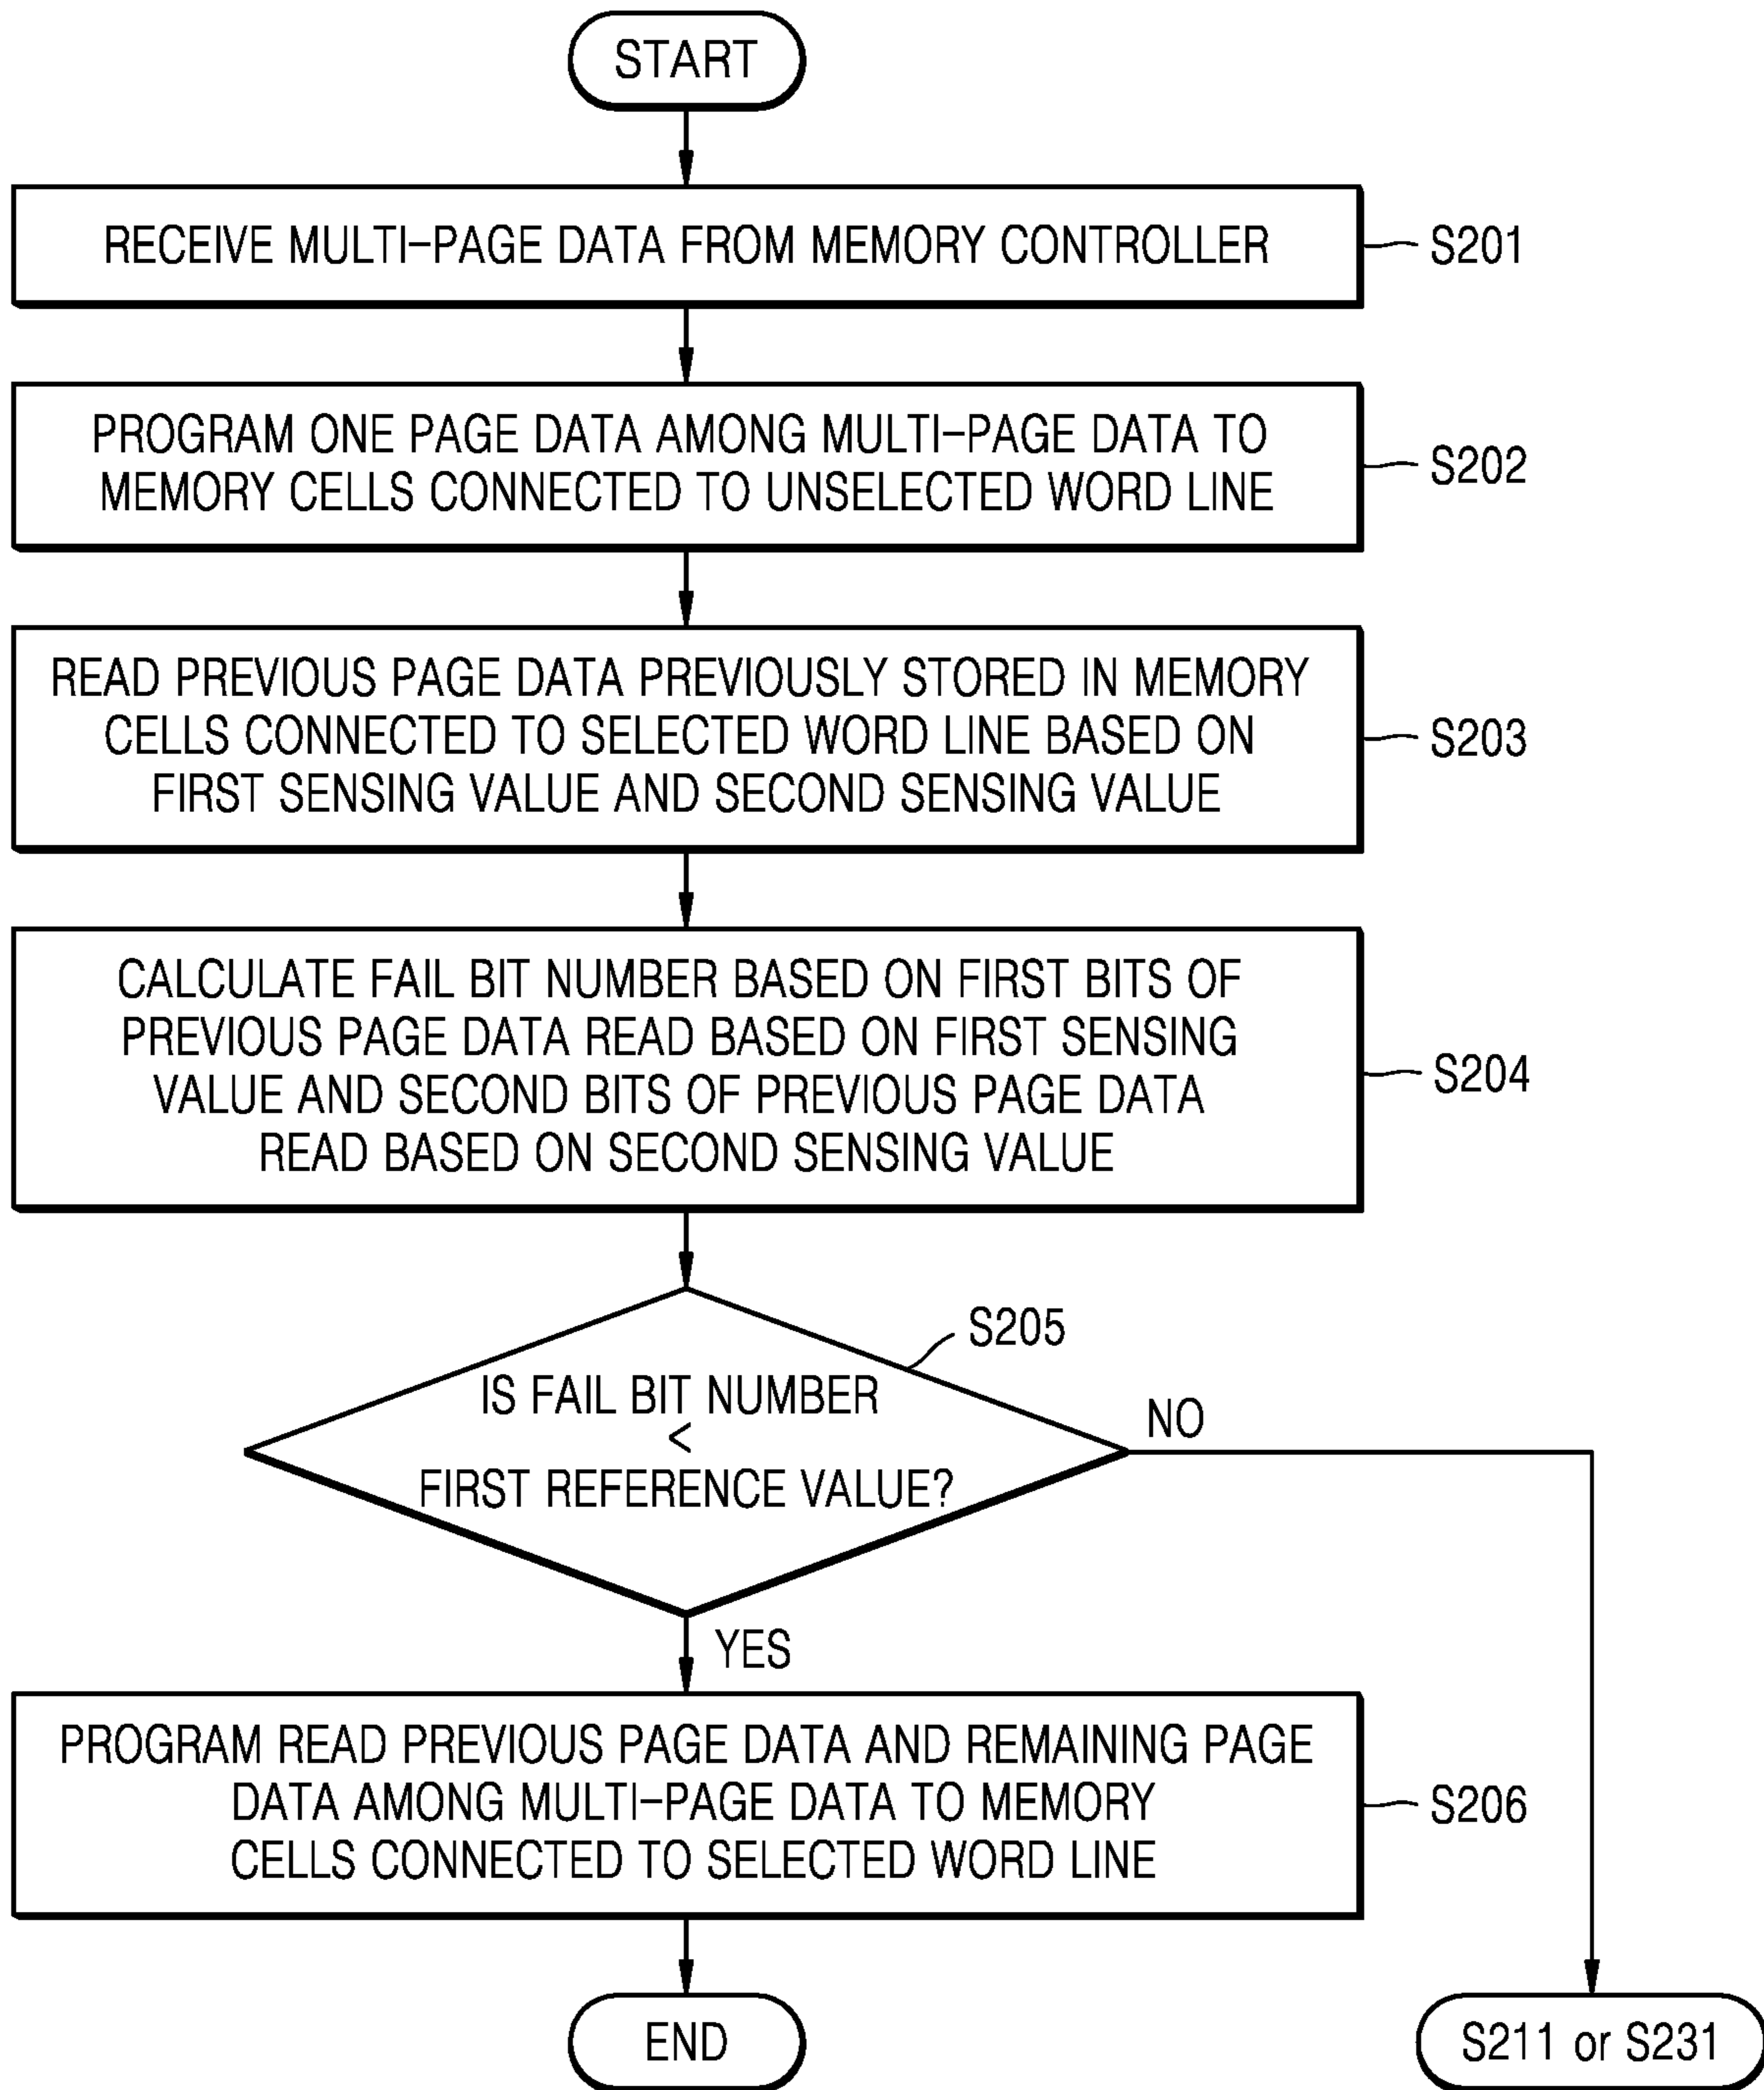 START
RECEIVE MULTI-PAGE DATA FROM MEMORY CONTROLLER
S201
PROGRAM ONE PAGE DATA AMONG MULTI-PAGE DATA TO
MEMORY CELLS CONNECTED TO UNSELECTED WORD LINE
S202
READ PREVIOUS PAGE DATA PREVIOUSLY STORED IN MEMORY
CELLS CONNECTED TO SELECTED WORD LINE BASED ON
FIRST SENSING VALUE AND SECOND SENSING VALUE
S203
CALCULATE FAIL BIT NUMBER BASED ON FIRST BITS OF
PREVIOUS PAGE DATA READ BASED ON FIRST SENSING
VALUE AND SECOND BITS OF PREVIOUS PAGE DATA
READ BASED ON SECOND SENSING VALUE
S204
S205
IS FAIL BIT NUMBER
<
FIRST REFERENCE VALUE?
NO
YES
PROGRAM READ PREVIOUS PAGE DATA AND REMAINING PAGE
DATA AMONG MULTI-PAGE DATA TO MEMORY
CELLS CONNECTED TO SELECTED WORD LINE
S206
END
S211 or S231